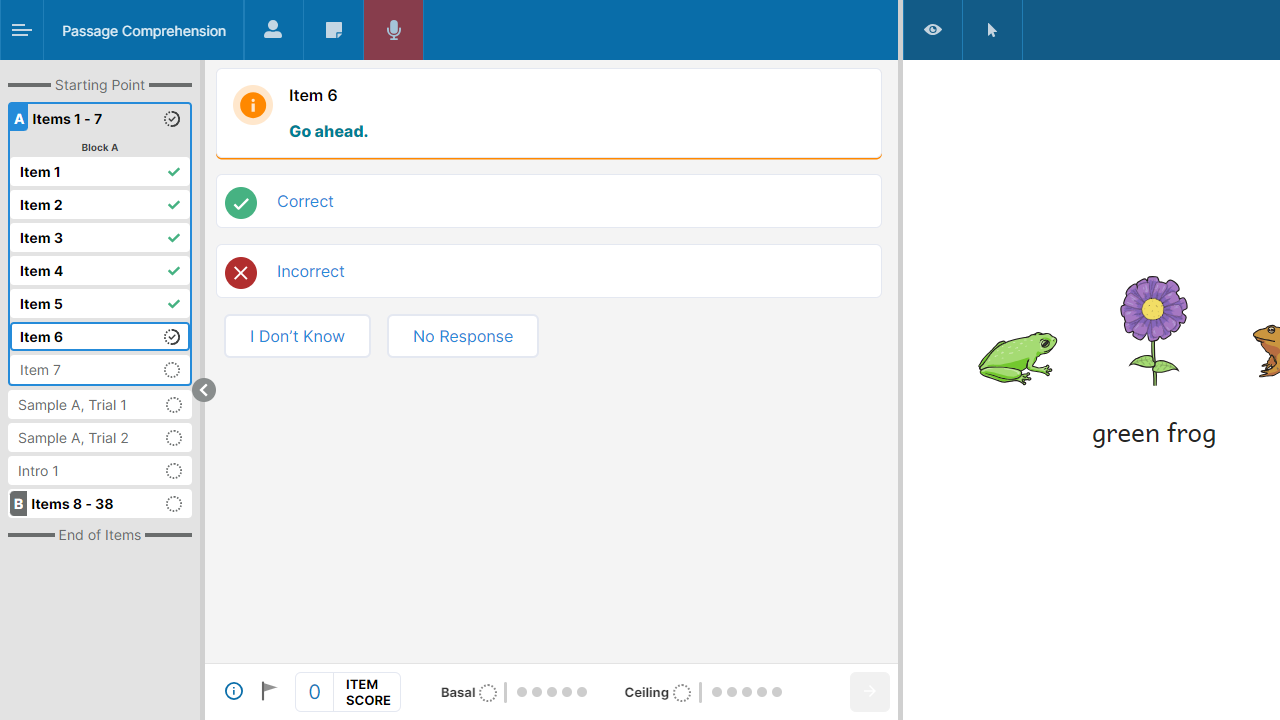 Passage Comprehension
Starting Point
A Items 1 - 7
Block A
Item 1
Item 2
Item 3
Item 4
Item 5
Item 6
Item 7
Sample A, Trial 1
Sample A, Trial 2
Intro 1
B Items 8 - 38
End of Items
Item 6
Go ahead.
Correct
Incorrect
I Don’t Know
No Response
0 ITEM
SCORE
Basal
Ceiling
green frog